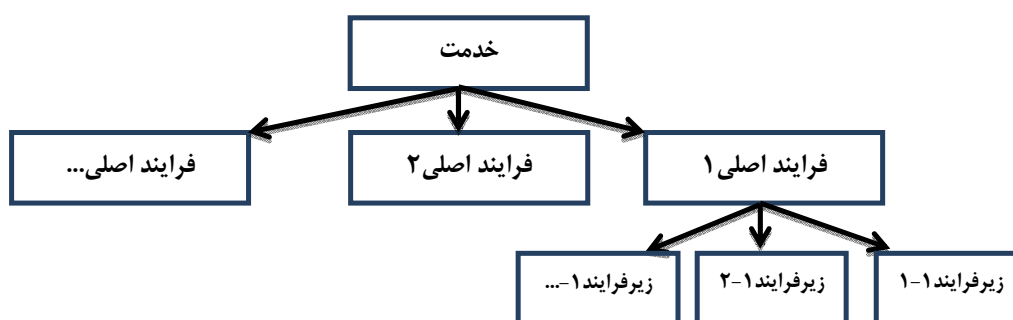 خدمت
فرایند اصلی۱
فرایند اصلی۲
فرایند اصلی...
زیرفرایند۱-۱
زیرفرایند۱-۲
زیرفرایند۱-...